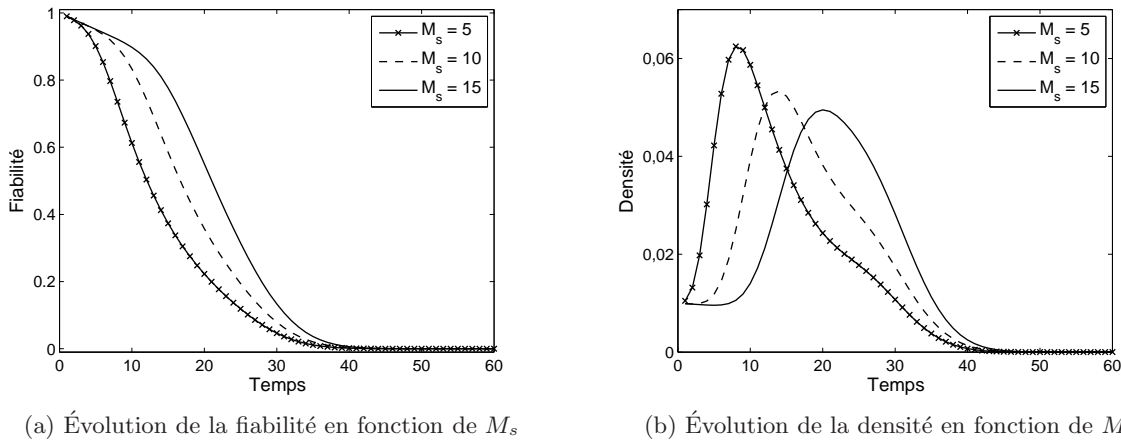 1
0.8
0.6
0.4
0.2
0
Fiabilité
0 10 20 30 40 50 60
Temps
M_s = 5
M_s = 10
M_s = 15
(a) Évolution de la fiabilité en fonction de M_s
0,06
0,04
0,02
0
Densité
0 10 20 30 40 50 60
Temps
M_s = 5
M_s = 10
M_s = 15
(b) Évolution de la densité en fonction de M